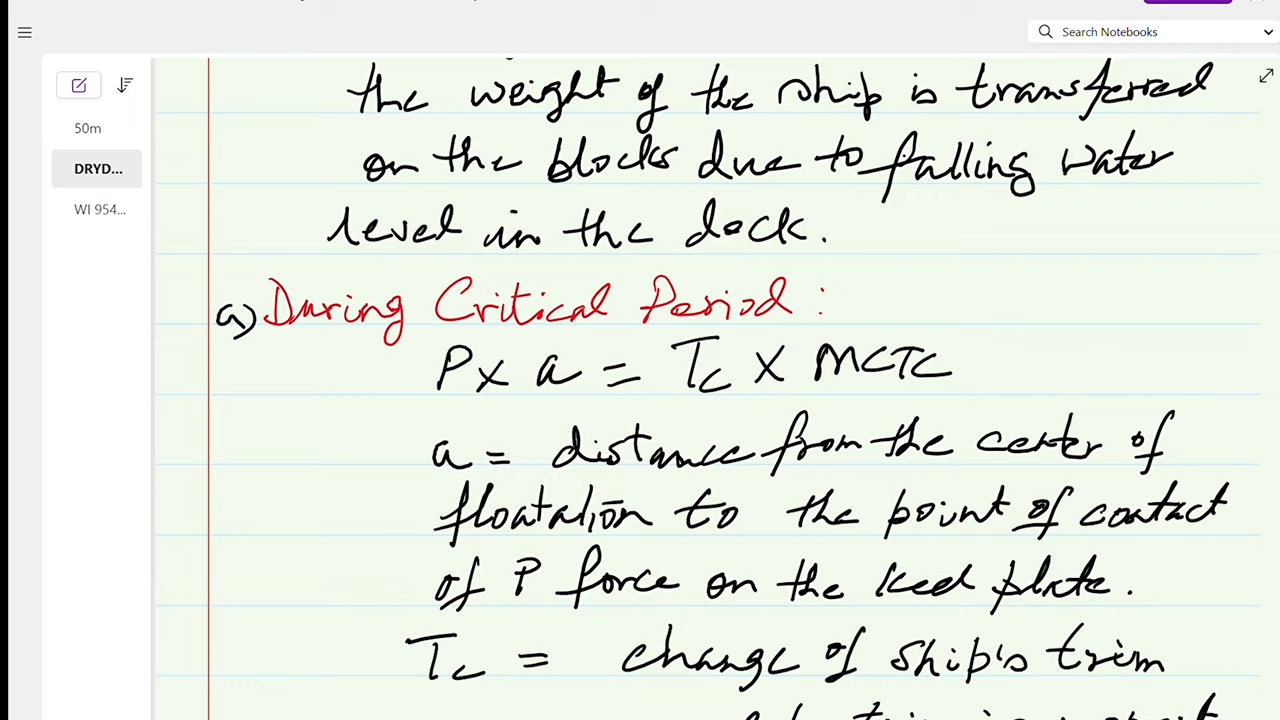 Search Notebooks
50m
DRYD...
WI 954...
the weight of the ship is transferred
on the blocks due to falling water
level in the dock.
a) During Critical Period :
P x a = Tc x MCTC
a = distance from the center of
floatation to the point of contact
of P force on the keel plate.
Tc = change of ship's trim